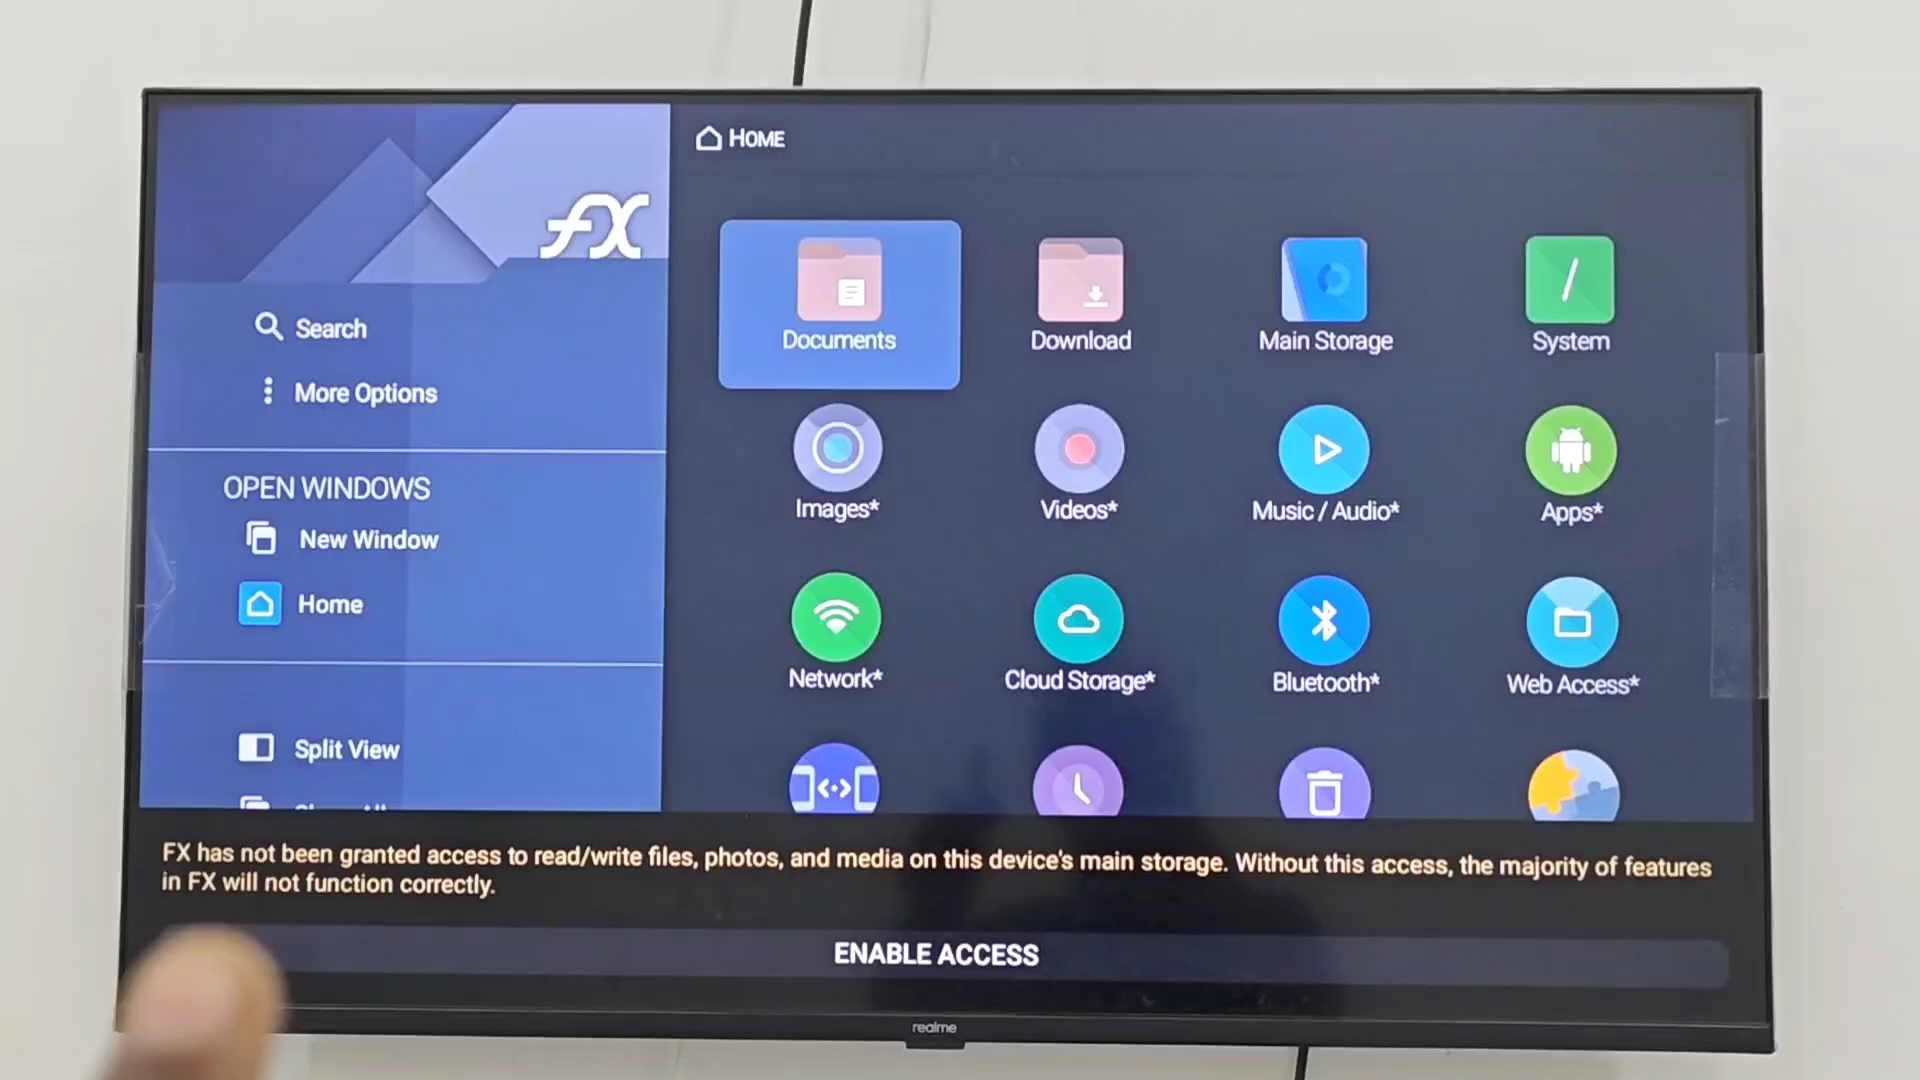 FX
Search
More Options
OPEN WINDOWS
New Window
Home
Split View
HOME
Documents
Download
Main Storage
System
/
Images*
Videos*
Music / Audio*
Apps*
Network*
Cloud Storage*
Bluetooth*
Web Access*
FX has not been granted access to read/write files, photos, and media on this device's main storage. Without this access, the majority of features
in FX will not function correctly.
ENABLE ACCESS
realme